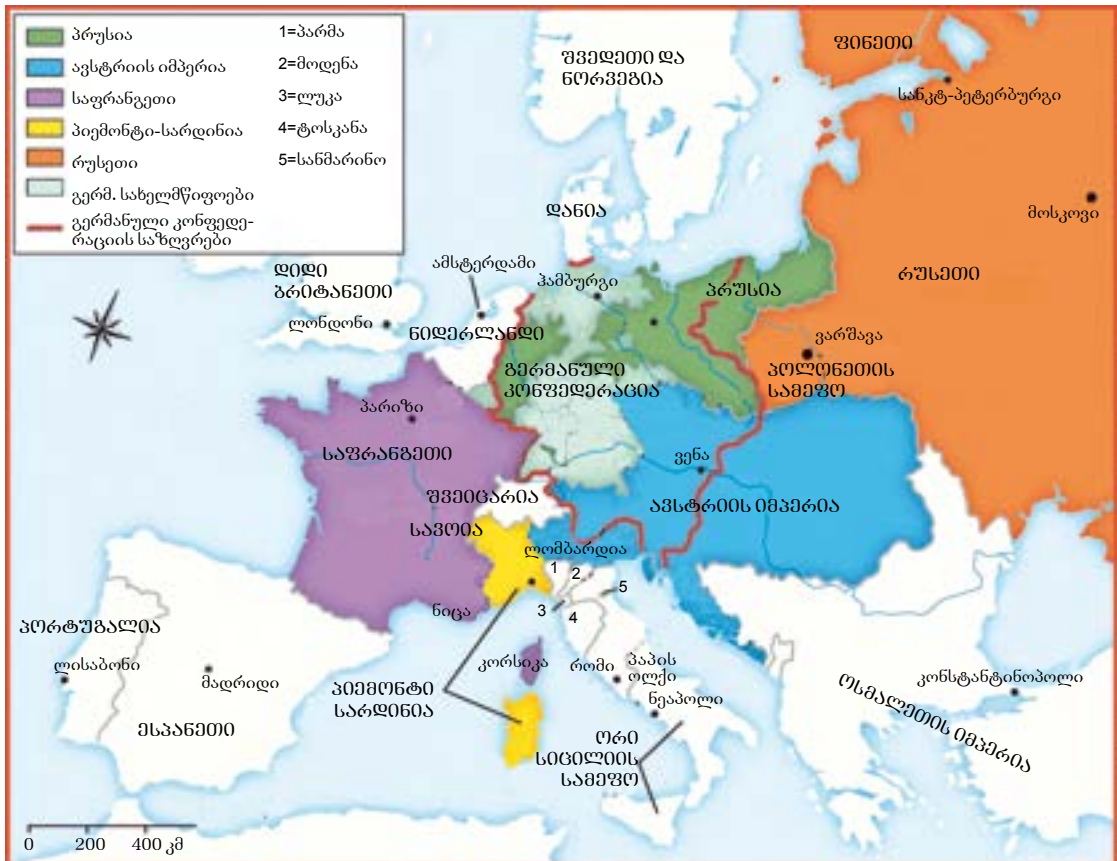 პრუსია
ავსტრიის იმპერია
საფრანგეთი
პიემონტი-სარდინია
რუსეთი
გერმ. სახელმწიფოები
გერმანული კონფედე-
რაციის საზღვრები
1=პარმა
2=მოდენა
3=ლუკა
4=ტოსკანა
5=სანმარინო
შვედეთი და
ნორვეგია
ფინეთი
სანკტ-პეტერბურგი
მოსკოვი
დანია
რუსეთი
ამსტერდამი
ჰამბურგი
დიდი
ბრიტანეთი
პრუსია
ლონდონი
ნიდერლანდი
ვარშავა
გერმანული
კონფედერაცია
პოლონეთის
სამეფო
პარიზი
საფრანგეთი
ვენა
შვეიცარია
ავსტრიის იმპერია
სავოია
ლომბარდია
1
2
5
3
4
ნიცა
პორტუგალია
ლისაბონი
მადრიდი
ესპანეთი
კორსიკა
რომი
პაპის
ოლქი
ნეაპოლი
კონსტანტინოპოლი
პიემონტი
სარდინია
ოსმალეთის იმპერია
ორი
სიცილიის
სამეფო
0 200 400 კმ